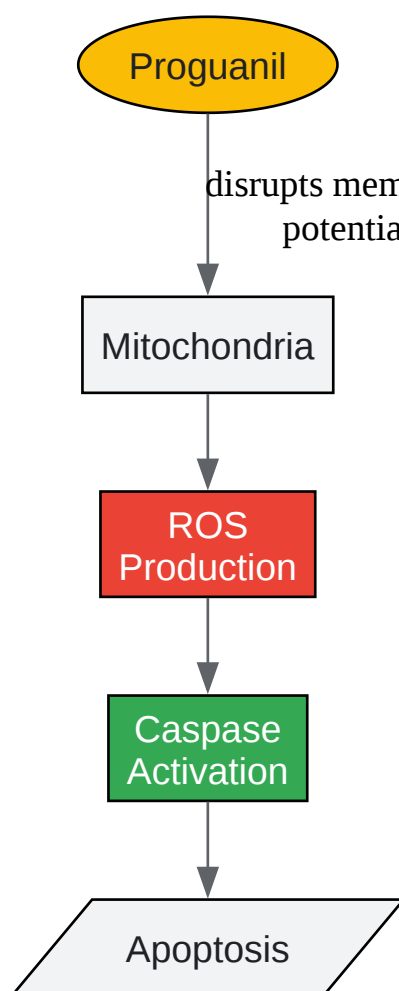 Proguanil
disrupts mem
potentia
Mitochondria
ROS
Production
Caspase
Activation
Apoptosis